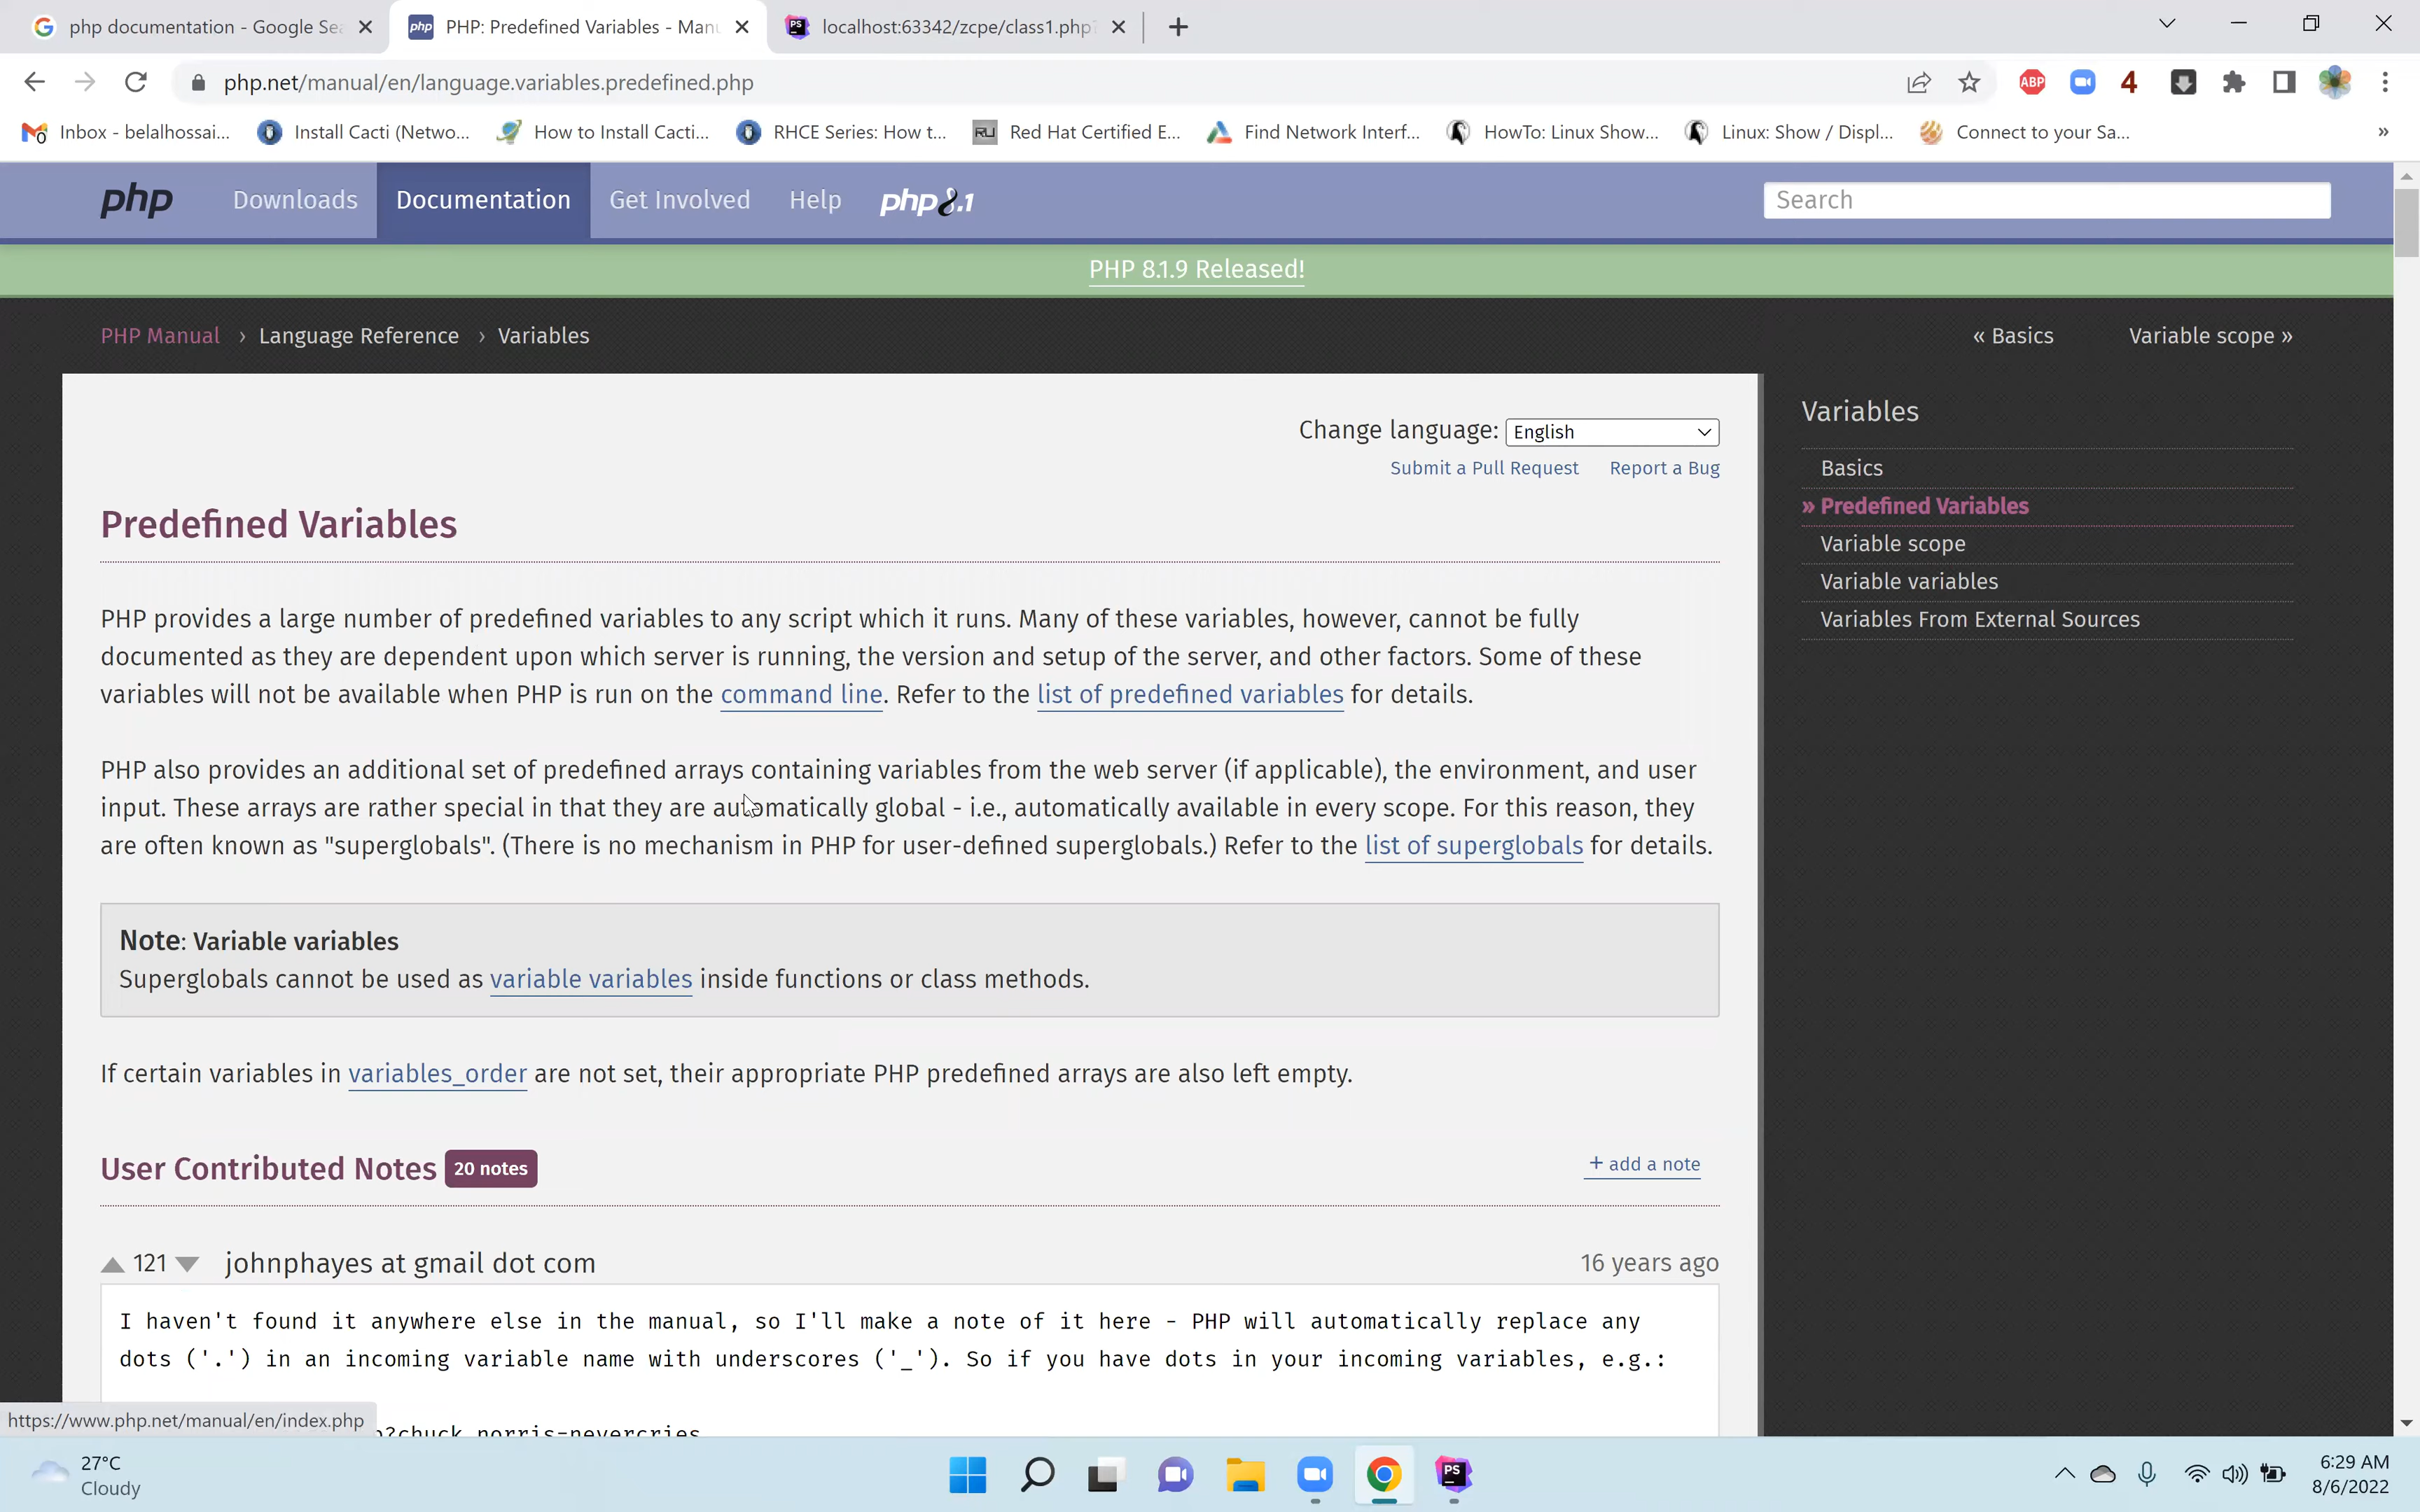 php documentation - Google Sea
PHP: Predefined Variables - Manu
localhost:63342/zcpe/class1.php?
php.net/manual/en/language.variables.predefined.php
ABP
4
Inbox - belalhossai...
Install Cacti (Netwo...
How to Install Cacti...
RHCE Series: How t...
Red Hat Certified E...
Find Network Interf...
HowTo: Linux Show...
Linux: Show / Displ...
Connect to your Sa...
»
php
Downloads
Documentation
Get Involved
Help
php8.1
Search
PHP 8.1.9 Released!
PHP Manual › Language Reference › Variables
« Basics
Variable scope »
Change language: English
Submit a Pull Request
Report a Bug
Predefined Variables
PHP provides a large number of predefined variables to any script which it runs. Many of these variables, however, cannot be fully
documented as they are dependent upon which server is running, the version and setup of the server, and other factors. Some of these
variables will not be available when PHP is run on the command line. Refer to the list of predefined variables for details.
PHP also provides an additional set of predefined arrays containing variables from the web server (if applicable), the environment, and user
input. These arrays are rather special in that they are automatically global - i.e., automatically available in every scope. For this reason, they
are often known as "superglobals". (There is no mechanism in PHP for user-defined superglobals.) Refer to the list of superglobals for details.
Note: Variable variables
Superglobals cannot be used as variable variables inside functions or class methods.
If certain variables in variables_order are not set, their appropriate PHP predefined arrays are also left empty.
User Contributed Notes 20 notes
+ add a note
121
johnphayes at gmail dot com
16 years ago
I haven't found it anywhere else in the manual, so I'll make a note of it here - PHP will automatically replace any
dots ('.') in an incoming variable name with underscores ('_'). So if you have dots in your incoming variables, e.g.:
Variables
Basics
» Predefined Variables
Variable scope
Variable variables
Variables From External Sources
https://www.php.net/manual/en/index.php
p?chuck.norris=nevercries
27°C
Cloudy
PS
6:29 AM
8/6/2022